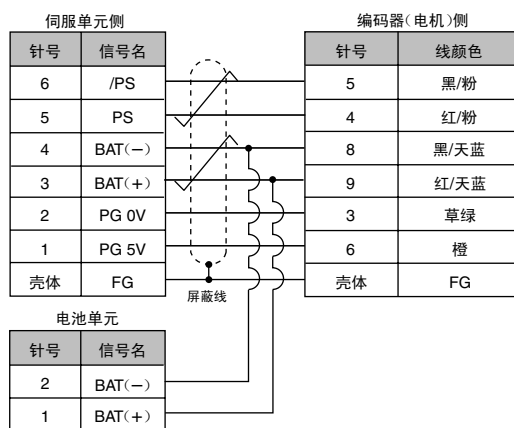 伺服单元侧 编码器(电机)侧
针号 信号名 针号 线颜色
6 /PS 5 黑/粉
5 PS 4 红/粉
4 BAT(−) 8 黑/天蓝
3 BAT(+) 9 红/天蓝
2 PG 0V 3 草绿
1 PG 5V 6 橙
壳体 FG 壳体 FG
屏蔽线
电池单元
针号 信号名
2 BAT(−)
1 BAT(+)